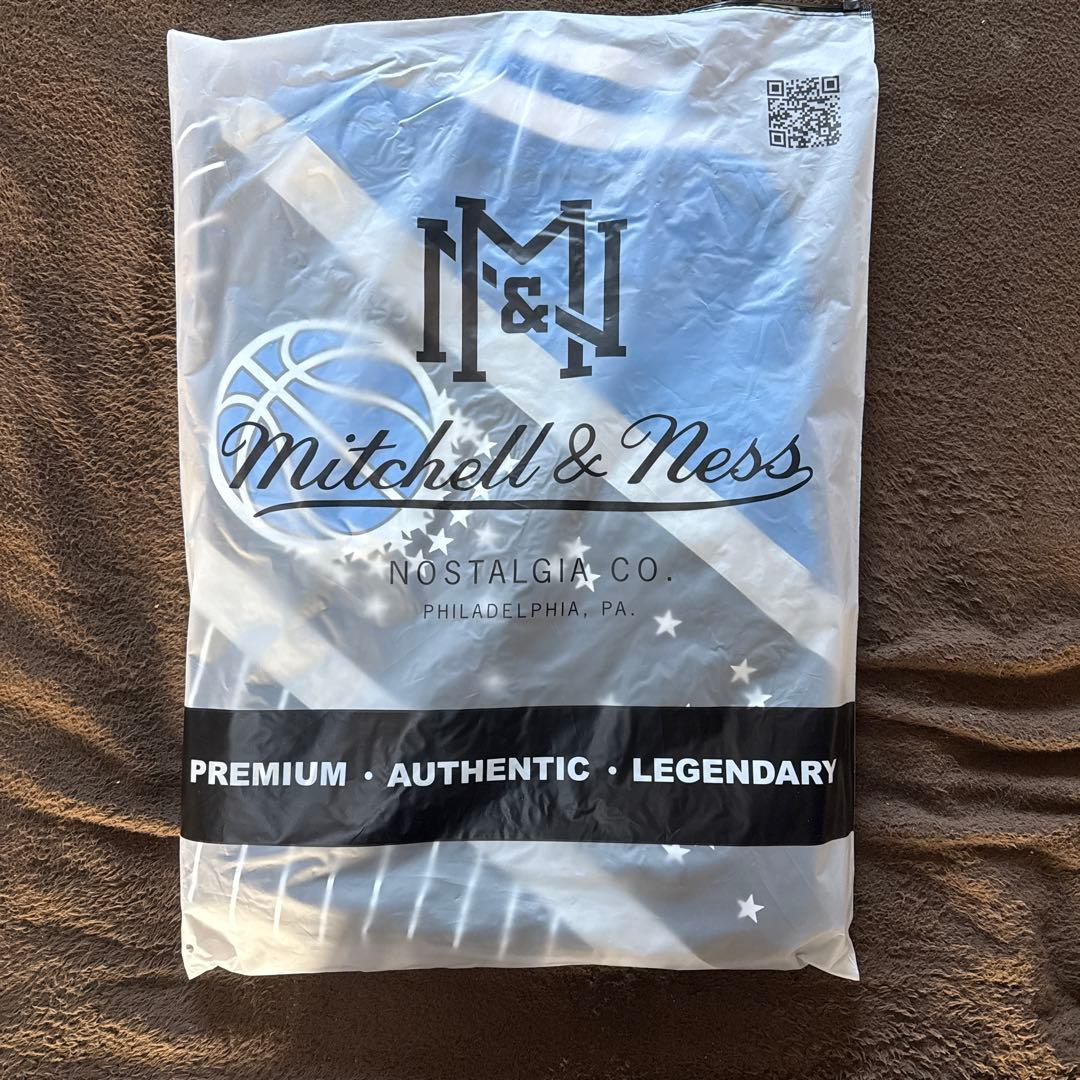 M&N
Mitchell & Ness
NOSTALGIA CO.
PHILADELPHIA, PA.
PREMIUM • AUTHENTIC • LEGENDARY